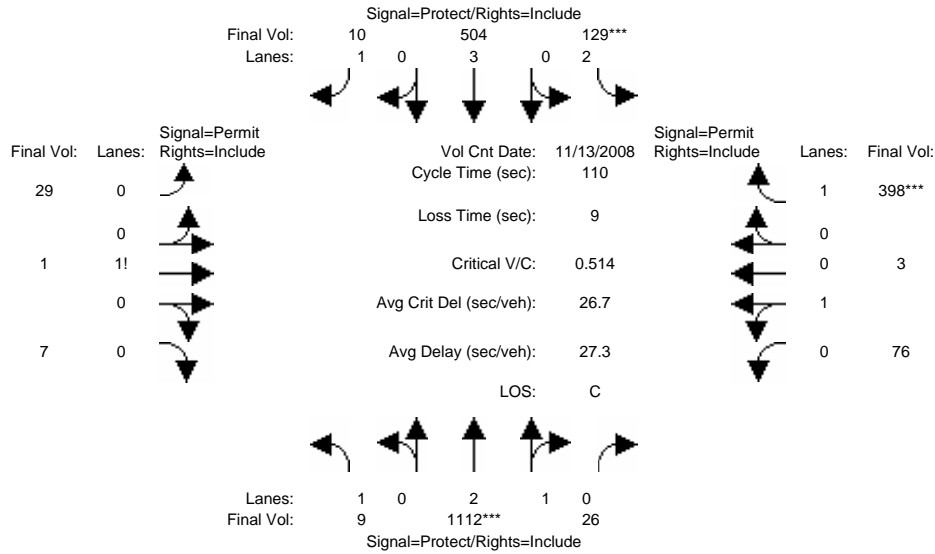 Signal=Protect/Rights=Include
Final Vol: 10 504 129***
Lanes: 1 0 3 0 2
Signal=Permit
Final Vol: Lanes: Rights=Include
Vol Cnt Date: 11/13/2008
Signal=Permit
Rights=Include Lanes: Final Vol:
Cycle Time (sec): 110
29 0
1 398***
Loss Time (sec): 9
0
0
1 1!
Critical V/C: 0.514
0 3
0
Avg Crit Del (sec/veh): 26.7
1
7 0
Avg Delay (sec/veh): 27.3
0 76
LOS: C
Lanes: 1 0 2 1 0
Final Vol: 9 1112*** 26
Signal=Protect/Rights=Include